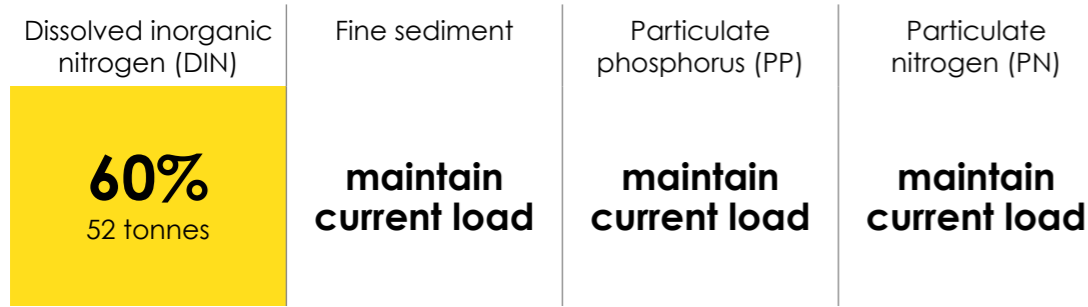 Dissolved inorganic
nitrogen (DIN)
60%
52 tonnes
Fine sediment
maintain
current load
Particulate
phosphorus (PP)
maintain
current load
Particulate
nitrogen (PN)
maintain
current load